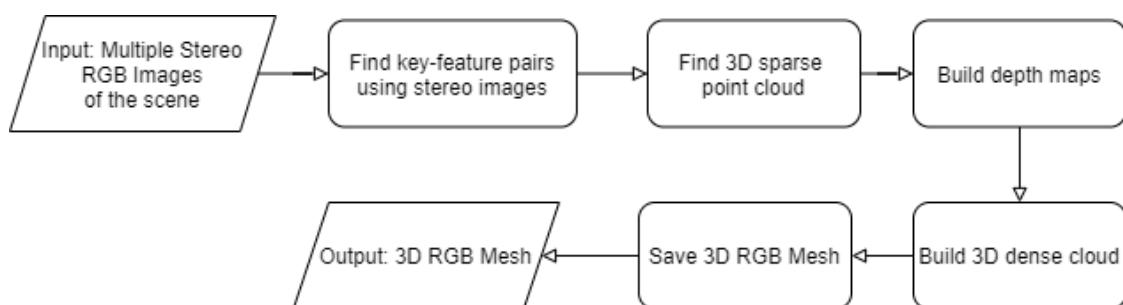 Input: Multiple Stereo
RGB Images
of the scene
Find key-feature pairs
using stereo images
Find 3D sparse
point cloud
Build depth maps
Build 3D dense cloud
Save 3D RGB Mesh
Output: 3D RGB Mesh